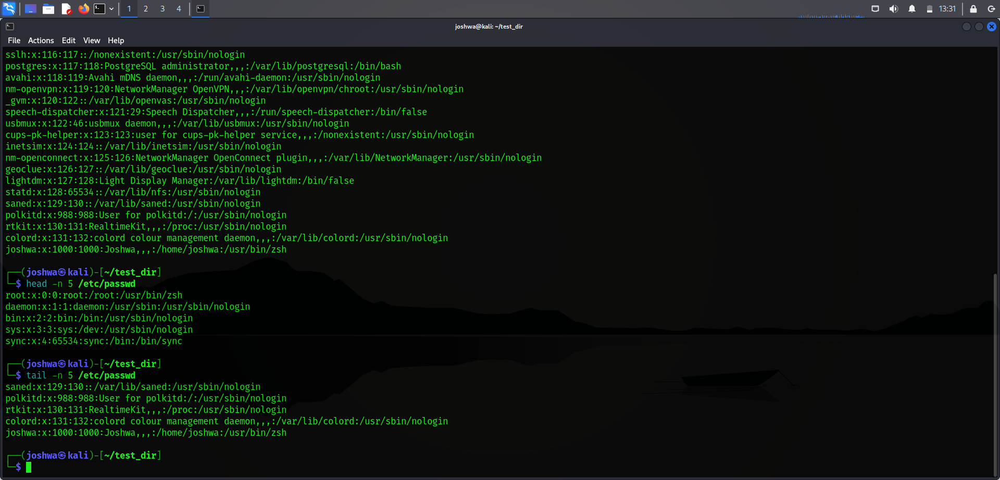 1 2 3 4
13:31
joshwa@kali: ~/test_dir
File Actions Edit View Help
sslh:x:116:117::/nonexistent:/usr/sbin/nologin
postgres:x:117:118:PostgreSQL administrator,,,:/var/lib/postgresql:/bin/bash
avahi:x:118:119:Avahi mDNS daemon,,,:/run/avahi-daemon:/usr/sbin/nologin
nm-openvpn:x:119:120:NetworkManager OpenVPN,,,:/var/lib/openvpn/chroot:/usr/sbin/nologin
_gvm:x:120:122::/var/lib/openvas:/usr/sbin/nologin
speech-dispatcher:x:121:29:Speech Dispatcher,,,:/run/speech-dispatcher:/bin/false
usbmux:x:122:46:usbmux daemon,,,:/var/lib/usbmux:/usr/sbin/nologin
cups-pk-helper:x:123:123:user for cups-pk-helper service,,,:/nonexistent:/usr/sbin/nologin
inetsim:x:124:124::/var/lib/inetsim:/usr/sbin/nologin
nm-openconnect:x:125:126:NetworkManager OpenConnect plugin,,,:/var/lib/NetworkManager:/usr/sbin/nologin
geoclue:x:126:127::/var/lib/geoclue:/usr/sbin/nologin
lightdm:x:127:128:Light Display Manager:/var/lib/lightdm:/bin/false
statd:x:128:65534::/var/lib/nfs:/usr/sbin/nologin
saned:x:129:130::/var/lib/saned:/usr/sbin/nologin
polkitd:x:988:988:User for polkitd:/:/usr/sbin/nologin
rtkit:x:130:131:RealtimeKit,,,:/proc:/usr/sbin/nologin
colord:x:131:132:colord colour management daemon,,,:/var/lib/colord:/usr/sbin/nologin
joshwa:x:1000:1000:Joshwa,,,:/home/joshwa:/usr/bin/zsh
┌──(joshwa㉿kali)-[~/test_dir]
└─$ head -n 5 /etc/passwd
root:x:0:0:root:/root:/usr/bin/zsh
daemon:x:1:1:daemon:/usr/sbin:/usr/sbin/nologin
bin:x:2:2:bin:/bin:/usr/sbin/nologin
sys:x:3:3:sys:/dev:/usr/sbin/nologin
sync:x:4:65534:sync:/bin:/bin/sync
┌──(joshwa㉿kali)-[~/test_dir]
└─$ tail -n 5 /etc/passwd
saned:x:129:130::/var/lib/saned:/usr/sbin/nologin
polkitd:x:988:988:User for polkitd:/:/usr/sbin/nologin
rtkit:x:130:131:RealtimeKit,,,:/proc:/usr/sbin/nologin
colord:x:131:132:colord colour management daemon,,,:/var/lib/colord:/usr/sbin/nologin
joshwa:x:1000:1000:Joshwa,,,:/home/joshwa:/usr/bin/zsh
┌──(joshwa㉿kali)-[~/test_dir]
└─$